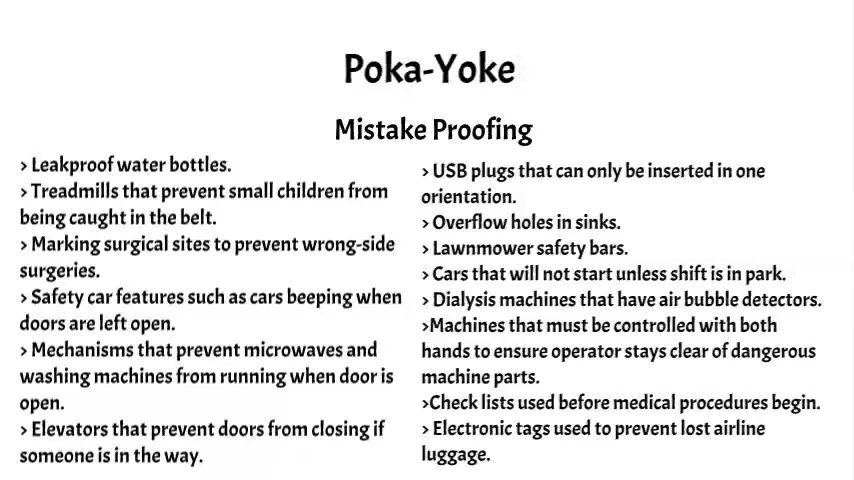 Poka-Yoke
Mistake Proofing
> Leakproof water bottles.
> Treadmills that prevent small children from
being caught in the belt.
> Marking surgical sites to prevent wrong-side
surgeries.
> Safety car features such as cars beeping when
doors are left open.
> Mechanisms that prevent microwaves and
washing machines from running when door is
open.
> Elevators that prevent doors from closing if
someone is in the way.
> USB plugs that can only be inserted in one
orientation.
> Overflow holes in sinks.
> Lawnmower safety bars.
> Cars that will not start unless shift is in park.
> Dialysis machines that have air bubble detectors.
>Machines that must be controlled with both
hands to ensure operator stays clear of dangerous
machine parts.
>Check lists used before medical procedures begin.
> Electronic tags used to prevent lost airline
luggage.